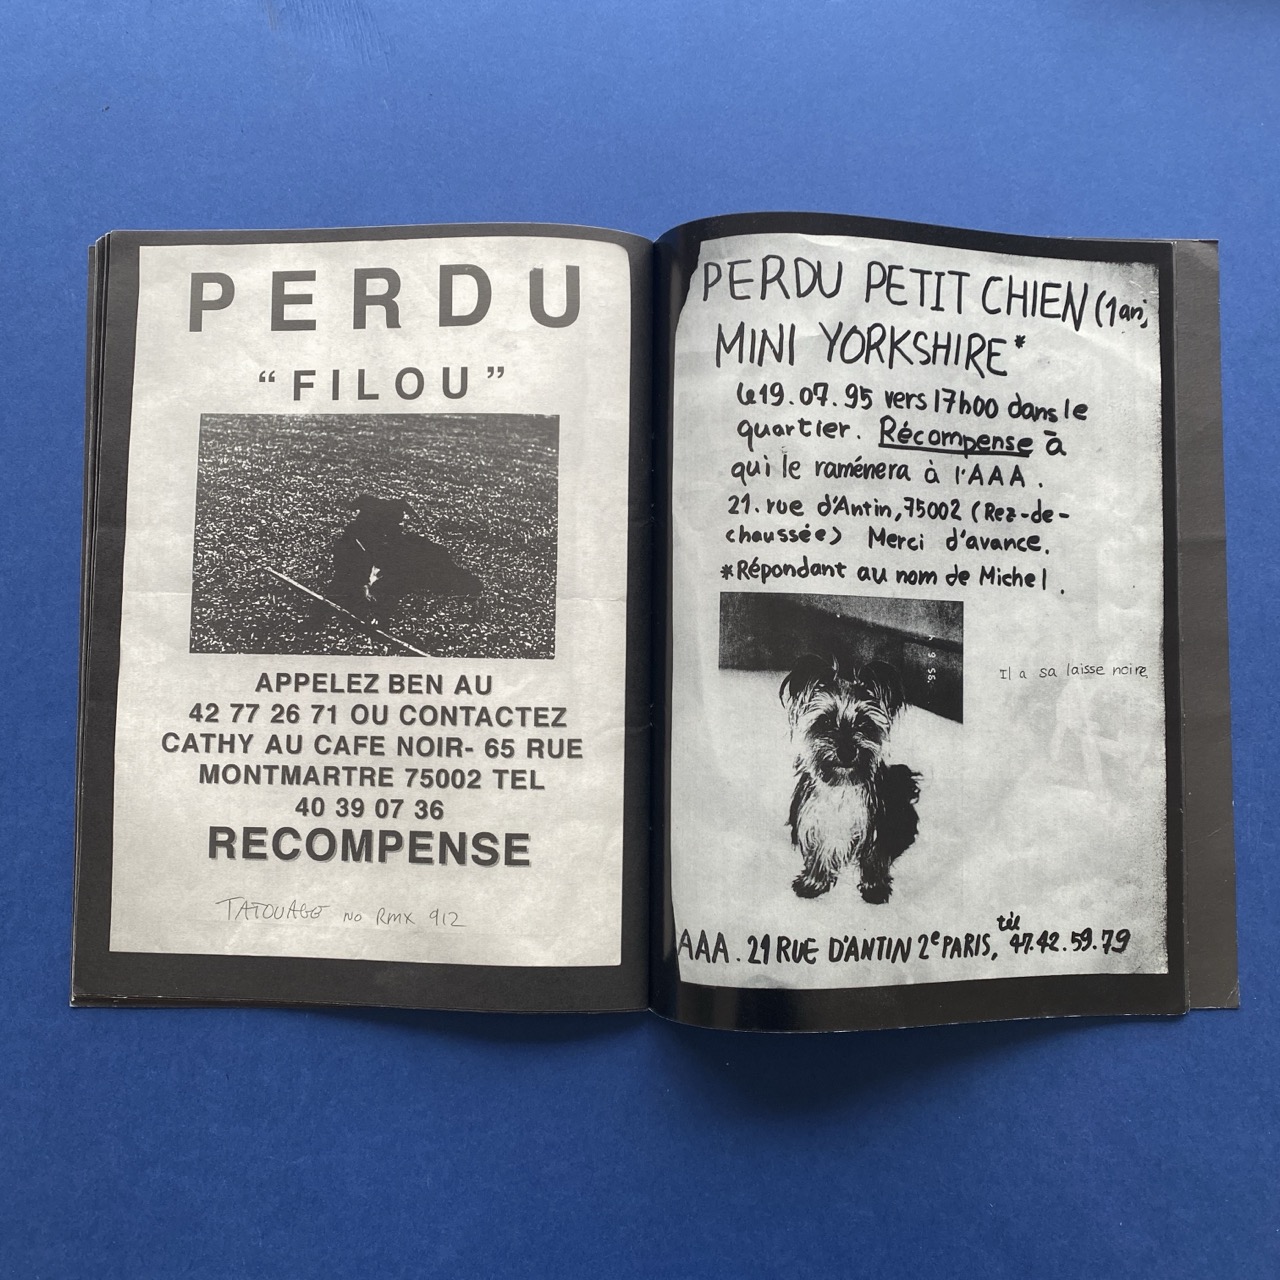 PERDU
“FILOU”
APPELEZ BEN AU
42 77 26 71 OU CONTACTEZ
CATHY AU CAFE NOIR- 65 RUE
MONTMARTRE 75002 TEL
40 39 07 36
RECOMPENSE
TATOUAGE NO RMX 912
PERDU PETIT CHIEN (1an)
MINI YORKSHIRE*
le 19.07.95 vers 17h00 dans le
quartier. Récompense à
qui le raménera à l'AAA.
21. rue d'Antin, 75002 (Rez-de-
chaussée) Merci d'avance.
*Répondant au nom de Michel.
Il a sa laisse noire
tél
AAA. 21 RUE D'ANTIN 2e PARIS, 47.42.59.79